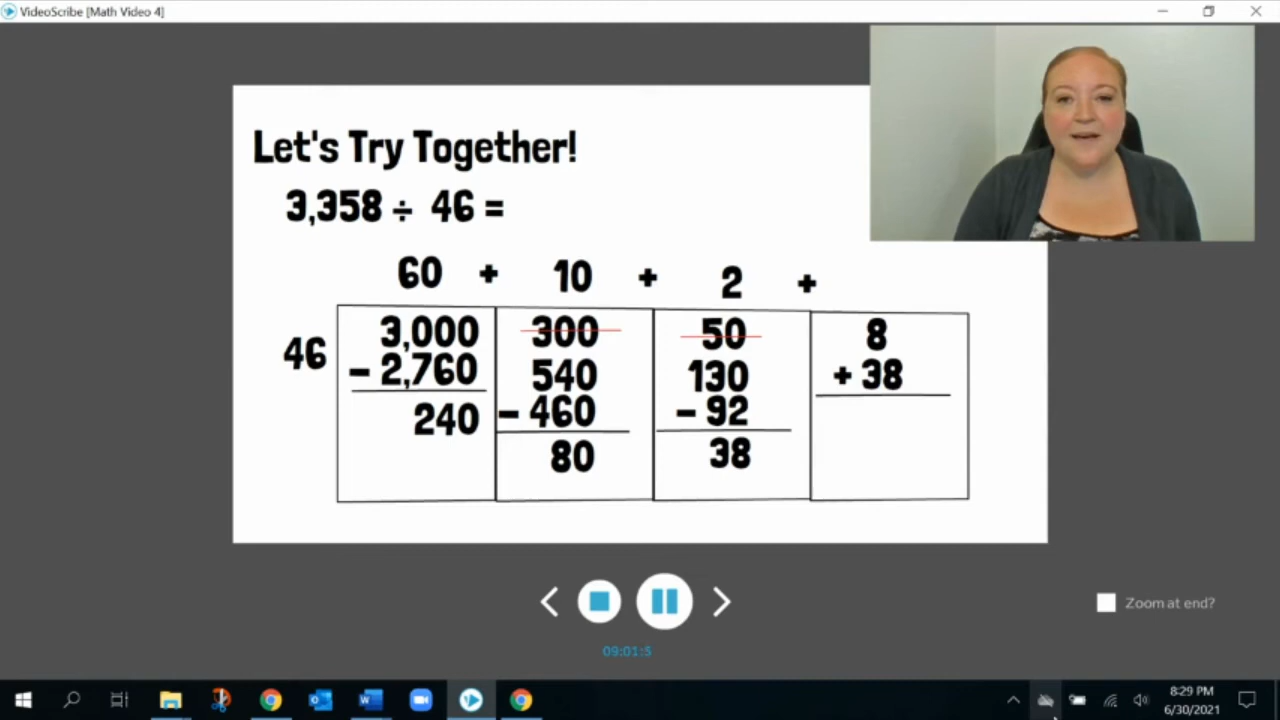 VideoScribe [Math Video 4]
Let's Try Together!
3,358 ÷ 46 =
60 + 10 + 2 +
46
3,000
- 2,760
240
300
540
- 460
80
50
130
- 92
38
8
+ 38
09:01:5
Zoom at end?
8:29 PM
6/30/2021